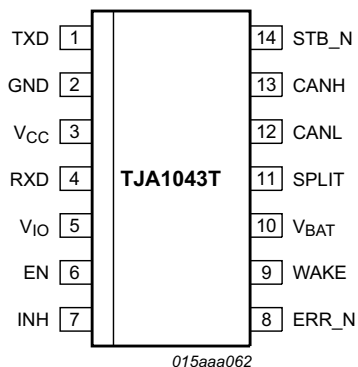 TXD 1 14 STB_N
GND 2 13 CANH
VCC 3 12 CANL
RXD 4 TJA1043T 11 SPLIT
VIO 5 10 VBAT
EN 6 9 WAKE
INH 7 8 ERR_N
015aaa062